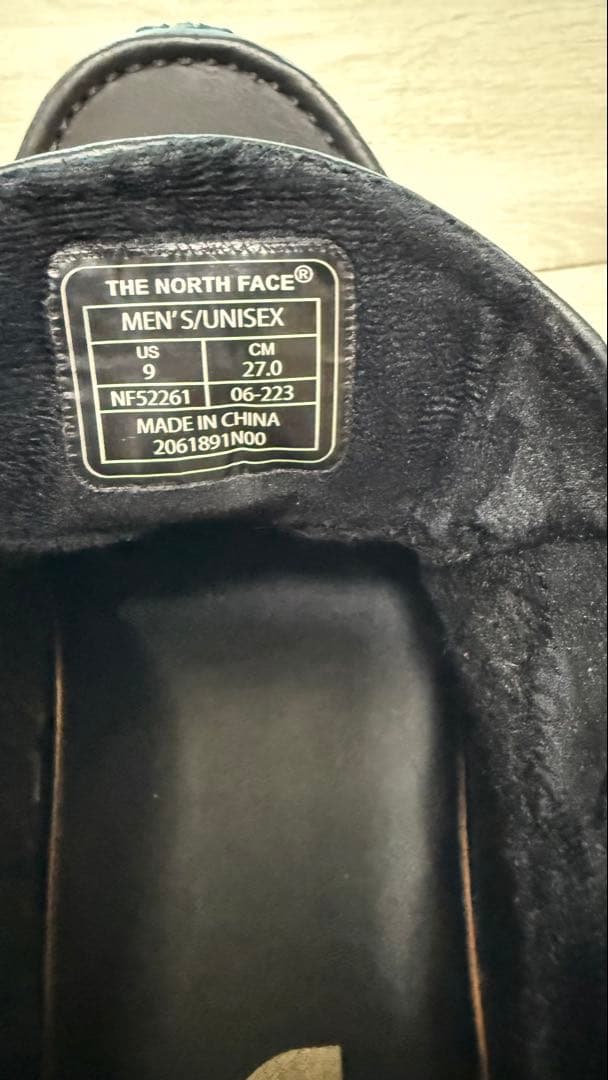 THE NORTH FACE®
MEN'S/UNISEX
US CM
9 27.0
NF52261 06-223
MADE IN CHINA
2061891N00